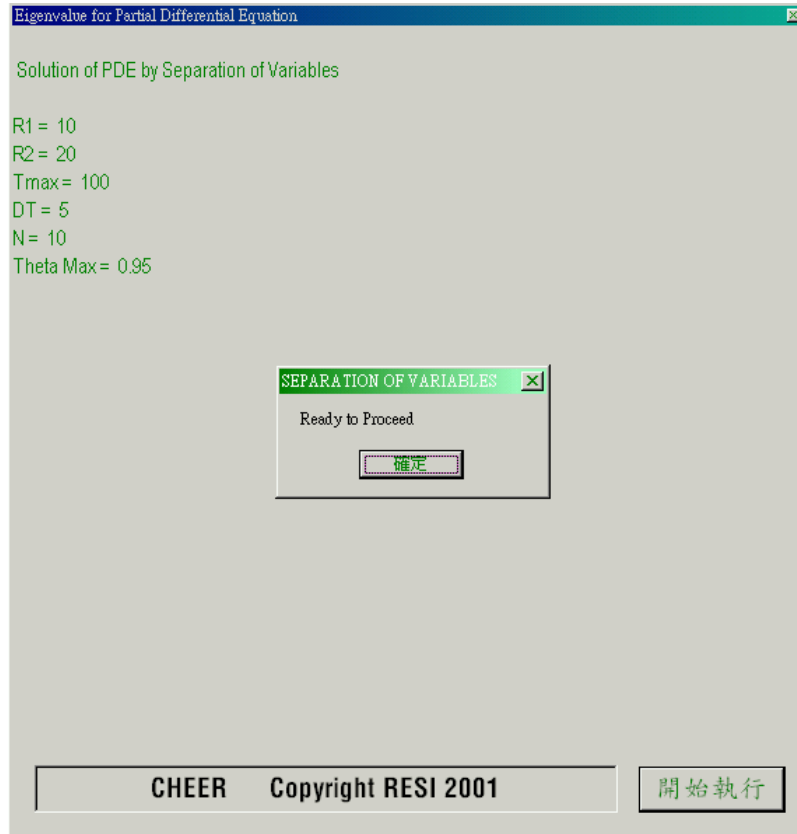 Eigenvalue for Partial Differential Equation
Solution of PDE by Separation of Variables
R1 = 10
R2 = 20
Tmax = 100
DT = 5
N = 10
Theta Max = 0.95
SEPARATION OF VARIABLES
Ready to Proceed
確定
CHEER Copyright RESI 2001
開始執行